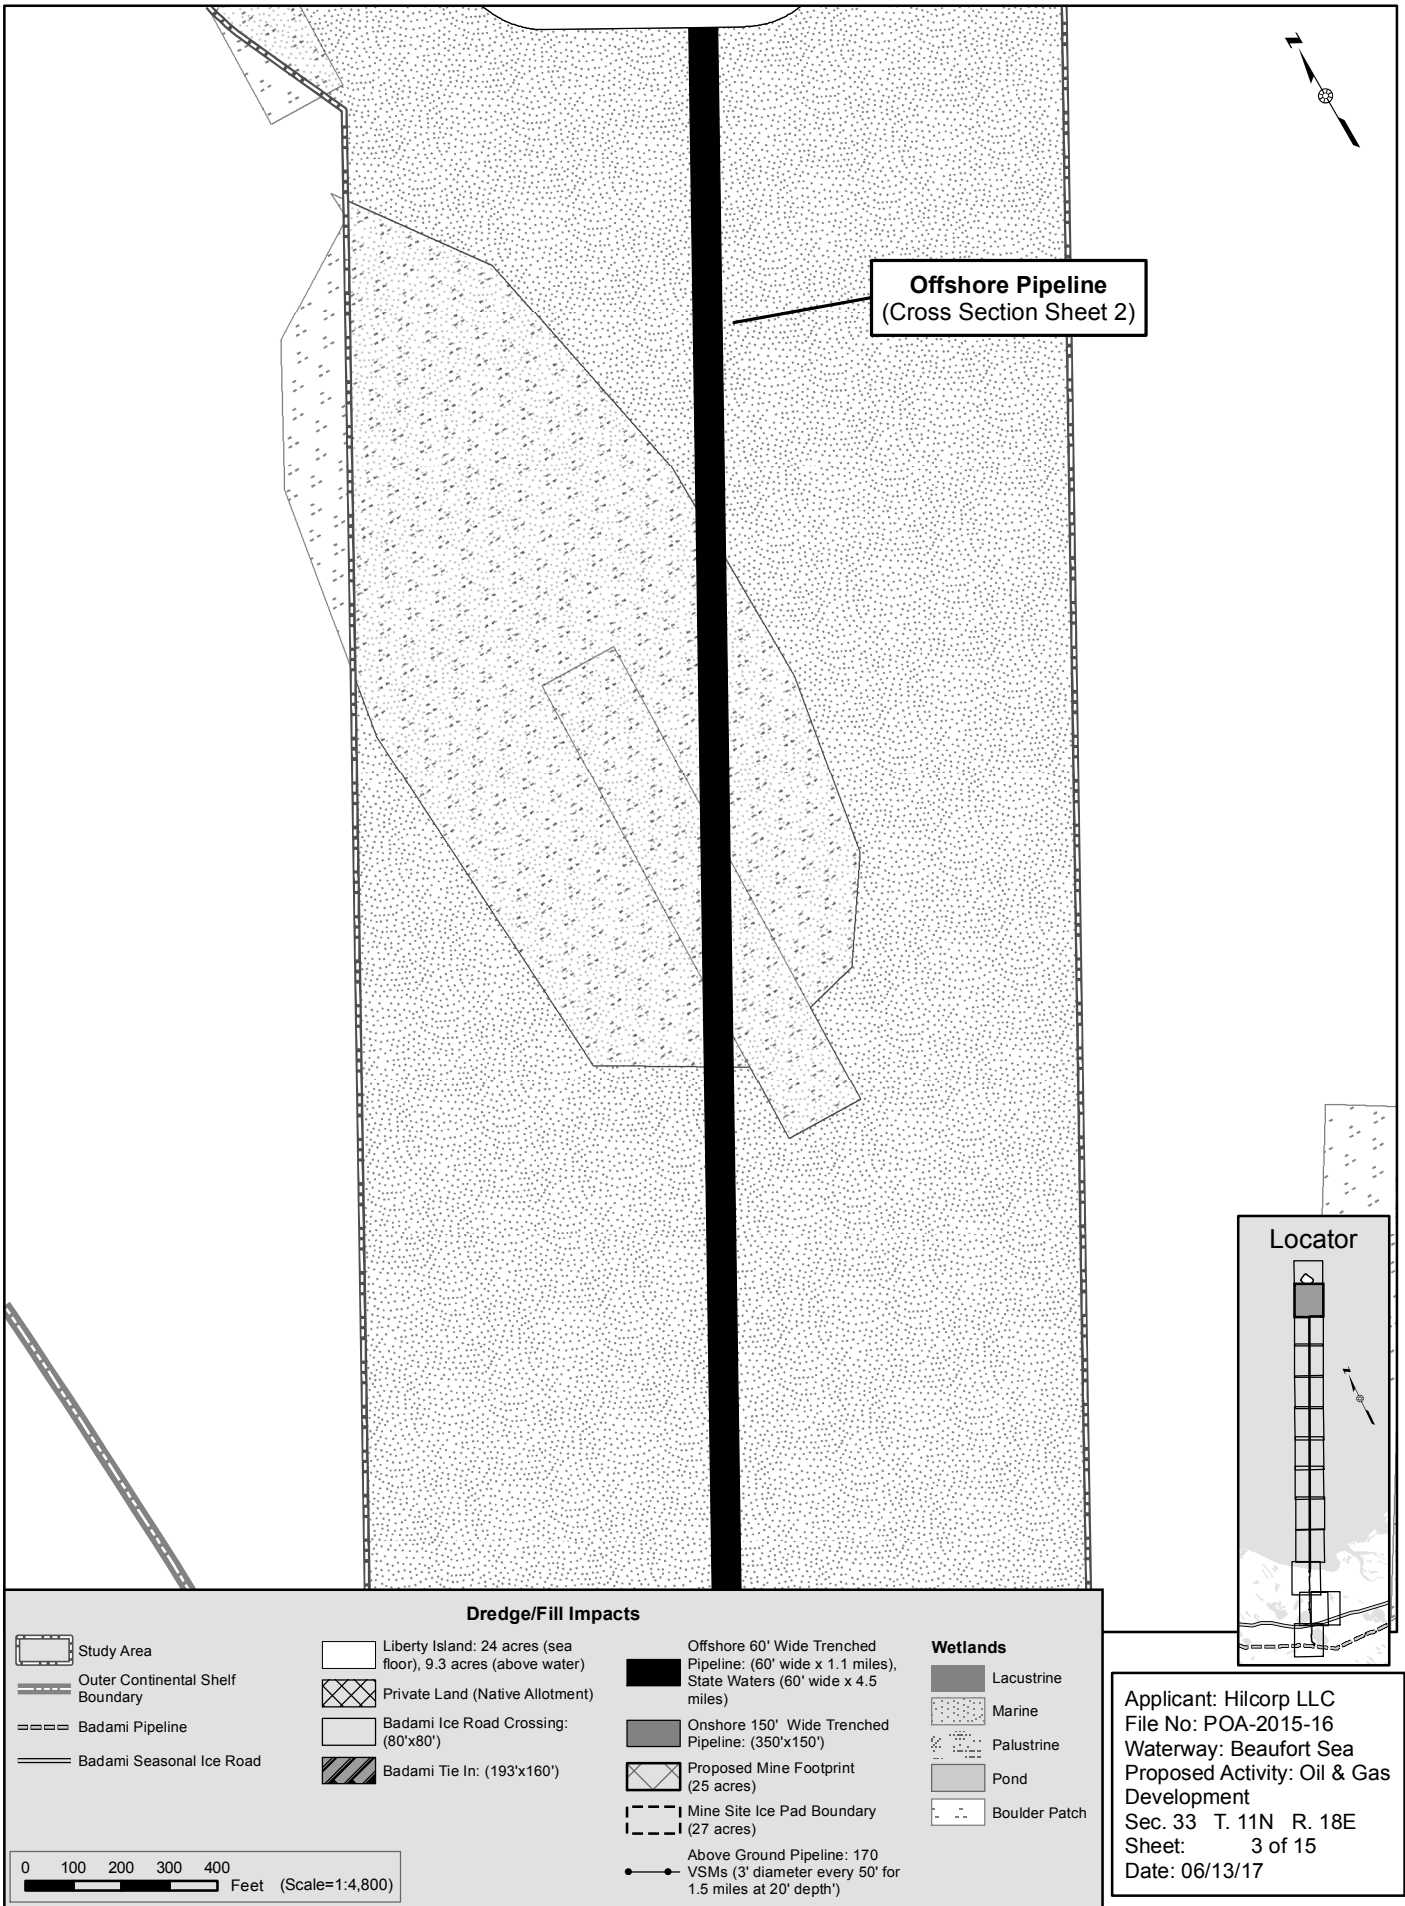 N
Offshore Pipeline
(Cross Section Sheet 2)
Locator
N
Dredge/Fill Impacts
Study Area
Outer Continental Shelf
Boundary
Badami Pipeline
Badami Seasonal Ice Road
Liberty Island: 24 acres (sea
floor), 9.3 acres (above water)
Private Land (Native Allotment)
Badami Ice Road Crossing:
(80'x80')
Badami Tie In: (193'x160')
Offshore 60' Wide Trenched
Pipeline: (60' wide x 1.1 miles),
State Waters (60' wide x 4.5
miles)
Onshore 150' Wide Trenched
Pipeline: (350'x150')
Proposed Mine Footprint
(25 acres)
Mine Site Ice Pad Boundary
(27 acres)
Above Ground Pipeline: 170
VSMs (3' diameter every 50' for
1.5 miles at 20' depth')
Wetlands
Lacustrine
Marine
Palustrine
Pond
Boulder Patch
0 100 200 300 400
Feet (Scale=1:4,800)
Applicant: Hilcorp LLC
File No: POA-2015-16
Waterway: Beaufort Sea
Proposed Activity: Oil & Gas
Development
Sec. 33 T. 11N R. 18E
Sheet: 3 of 15
Date: 06/13/17